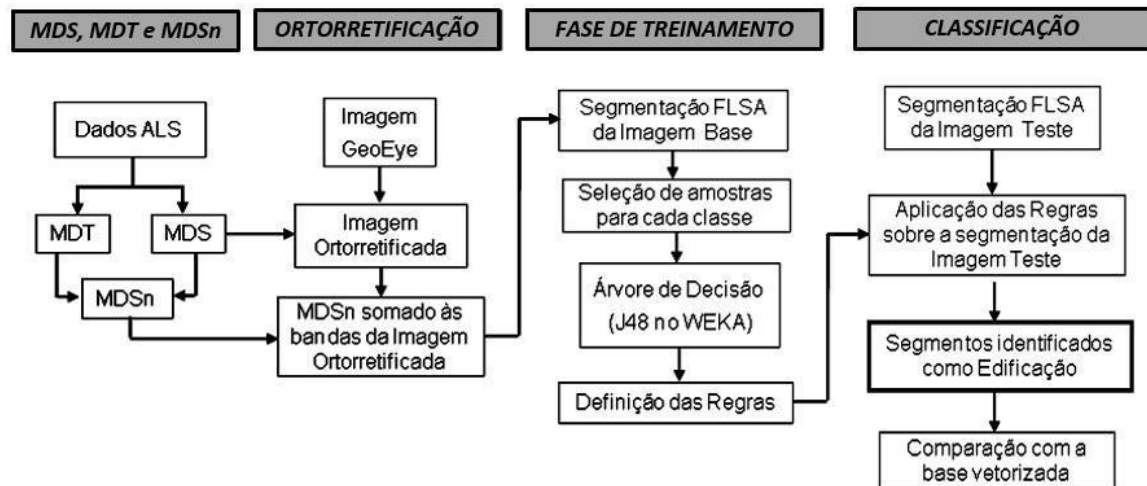 MDS, MDT e MDSn
ORTORRETIFICAÇÃO
FASE DE TREINAMENTO
CLASSIFICAÇÃO
Dados ALS
MDT
MDS
MDSn
Imagem
GeoEye
Imagem
Ortorretificada
MDSn somado às
bandas da Imagem
Ortorretificada
Segmentação FLSA
da Imagem Base
Seleção de amostras
para cada classe
Árvore de Decisão
(J48 no WEKA)
Definição das Regras
Segmentação FLSA
da Imagem Teste
Aplicação das Regras
sobre a segmentação da
Imagem Teste
Segmentos identificados
como Edificação
Comparação com a
base vetorizada